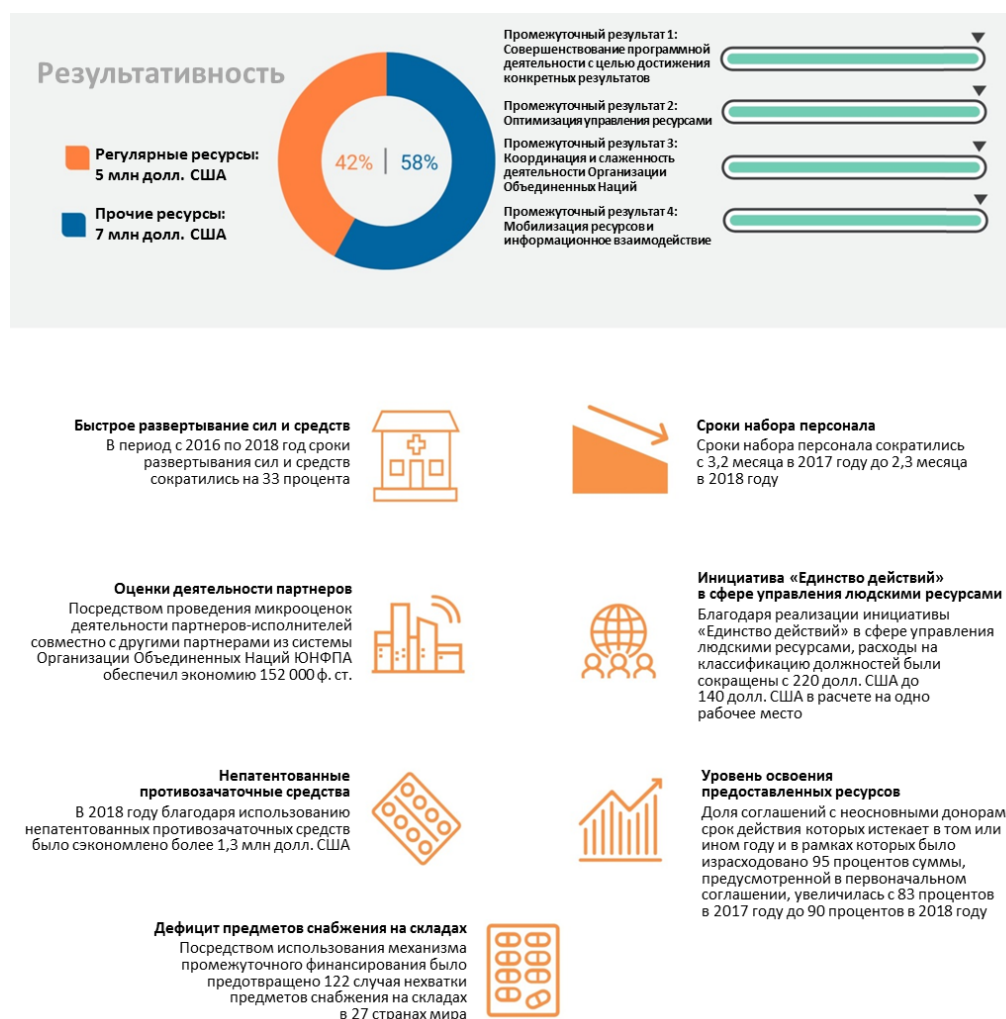 Результативность
Регулярные ресурсы:
5 млн долл. США
Прочие ресурсы:
7 млн долл. США
42% | 58%
Промежуточный результат 1:
Совершенствование программной
деятельности с целью достижения
конкретных результатов
Промежуточный результат 2:
Оптимизация управления ресурсами
Промежуточный результат 3:
Координация и слаженность
деятельности Организации
Объединенных Наций
Промежуточный результат 4:
Мобилизация ресурсов и
информационное взаимодействие
Быстрое развертывание сил и средств
В период с 2016 по 2018 год сроки
развертывания сил и средств
сократились на 33 процента
Сроки набора персонала
Сроки набора персонала сократились
с 3,2 месяца в 2017 году до 2,3 месяца
в 2018 году
Оценки деятельности партнеров
Посредством проведения микрооценок
деятельности партнеров-исполнителей
совместно с другими партнерами из системы
Организации Объединенных Наций ЮНФПА
обеспечил экономию 152 000 ф. ст.
Инициатива «Единство действий»
в сфере управления людскими ресурсами
Благодаря реализации инициативы
«Единство действий» в сфере управления
людскими ресурсами, расходы на
классификацию должностей были
сокращены с 220 долл. США до
140 долл. США в расчете на одно
рабочее место
Непатентованные
противозачаточные средства
В 2018 году благодаря использованию
непатентованных противозачаточных средств
было сэкономлено более 1,3 млн долл. США
Уровень освоения
предоставленных ресурсов
Доля соглашений с неосновными донорам
срок действия которых истекает в том или
ином году и в рамках которых было
израсходовано 95 процентов суммы,
предусмотренной в первоначальном
соглашении, увеличилась с 83 процентов
в 2017 году до 90 процентов в 2018 году
Дефицит предметов снабжения на складах
Посредством использования механизма
промежуточного финансирования было
предотвращено 122 случая нехватки
предметов снабжения на складах
в 27 странах мира